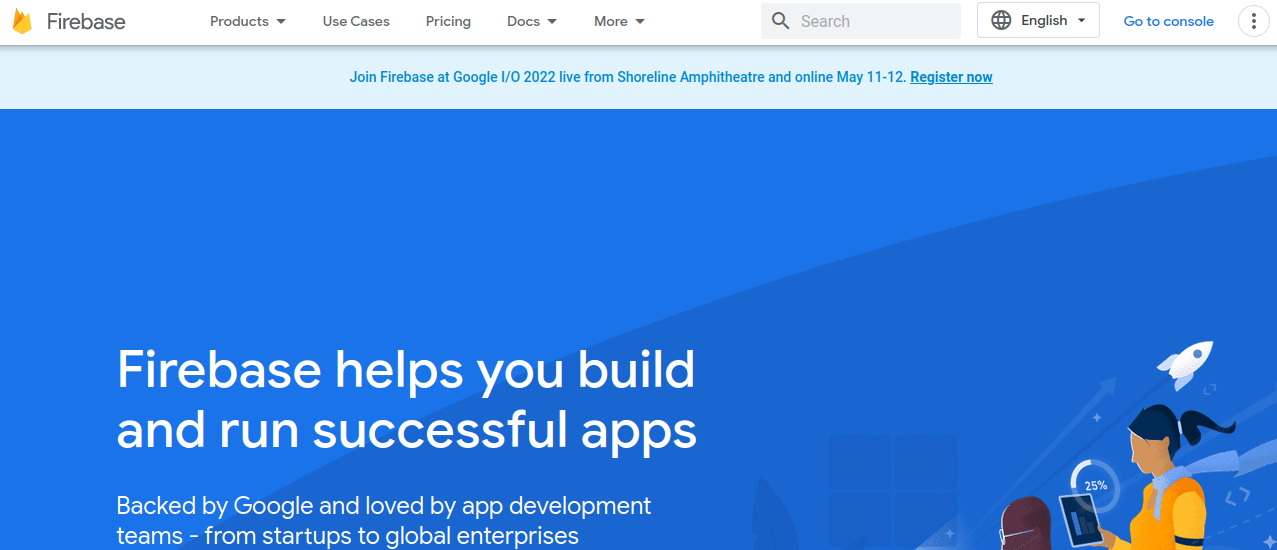 Firebase Products Use Cases Pricing Docs More Search English Go to console
Join Firebase at Google I/O 2022 live from Shoreline Amphitheatre and online May 11-12. Register now
Firebase helps you build
and run successful apps
25%
Backed by Google and loved by app development
teams - from startups to global enterprises